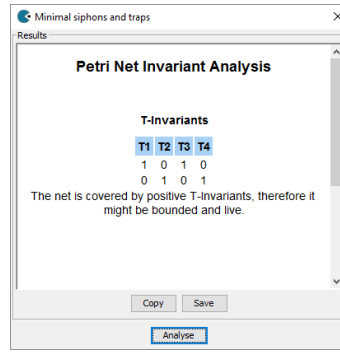 Minimal siphons and traps
Results
Petri Net Invariant Analysis
T-Invariants
T1 T2 T3 T4
1 0 1 0
0 1 0 1
The net is covered by positive T-Invariants, therefore it
might be bounded and live.
Copy Save
Analyse